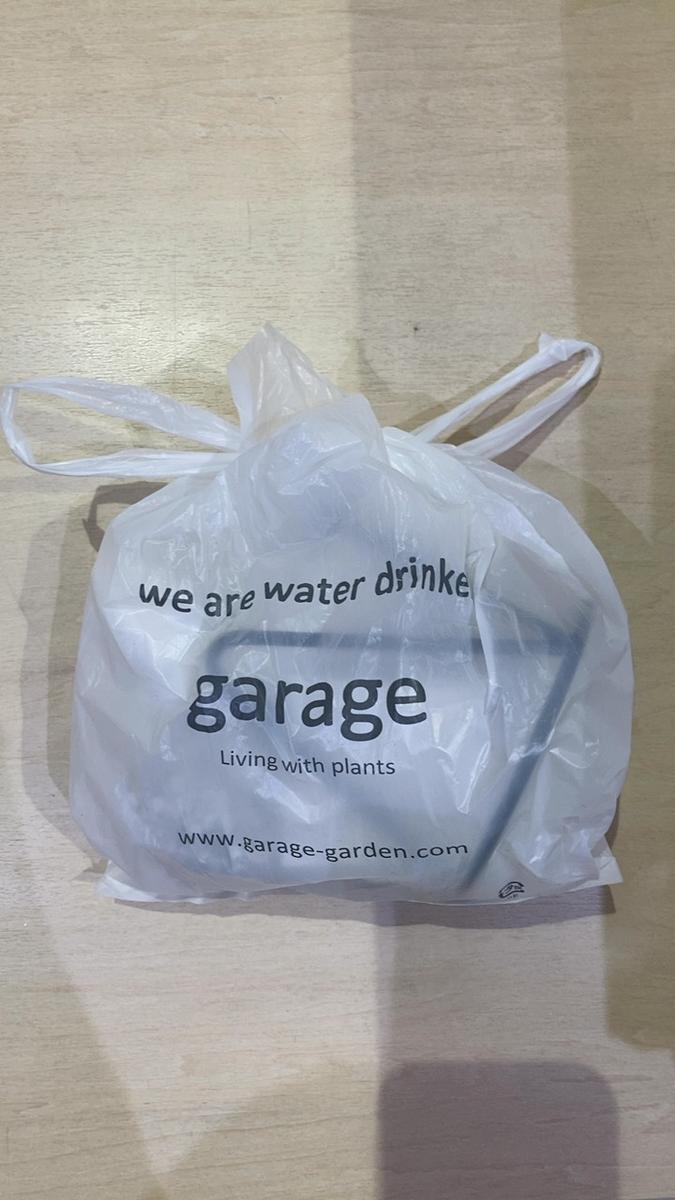 we are water drinke
garage
Living with plants
www.garage-garden.com